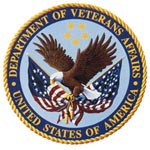 DEPARTMENT OF VETERANS AFFAIRS
UNITED STATES OF AMERICA